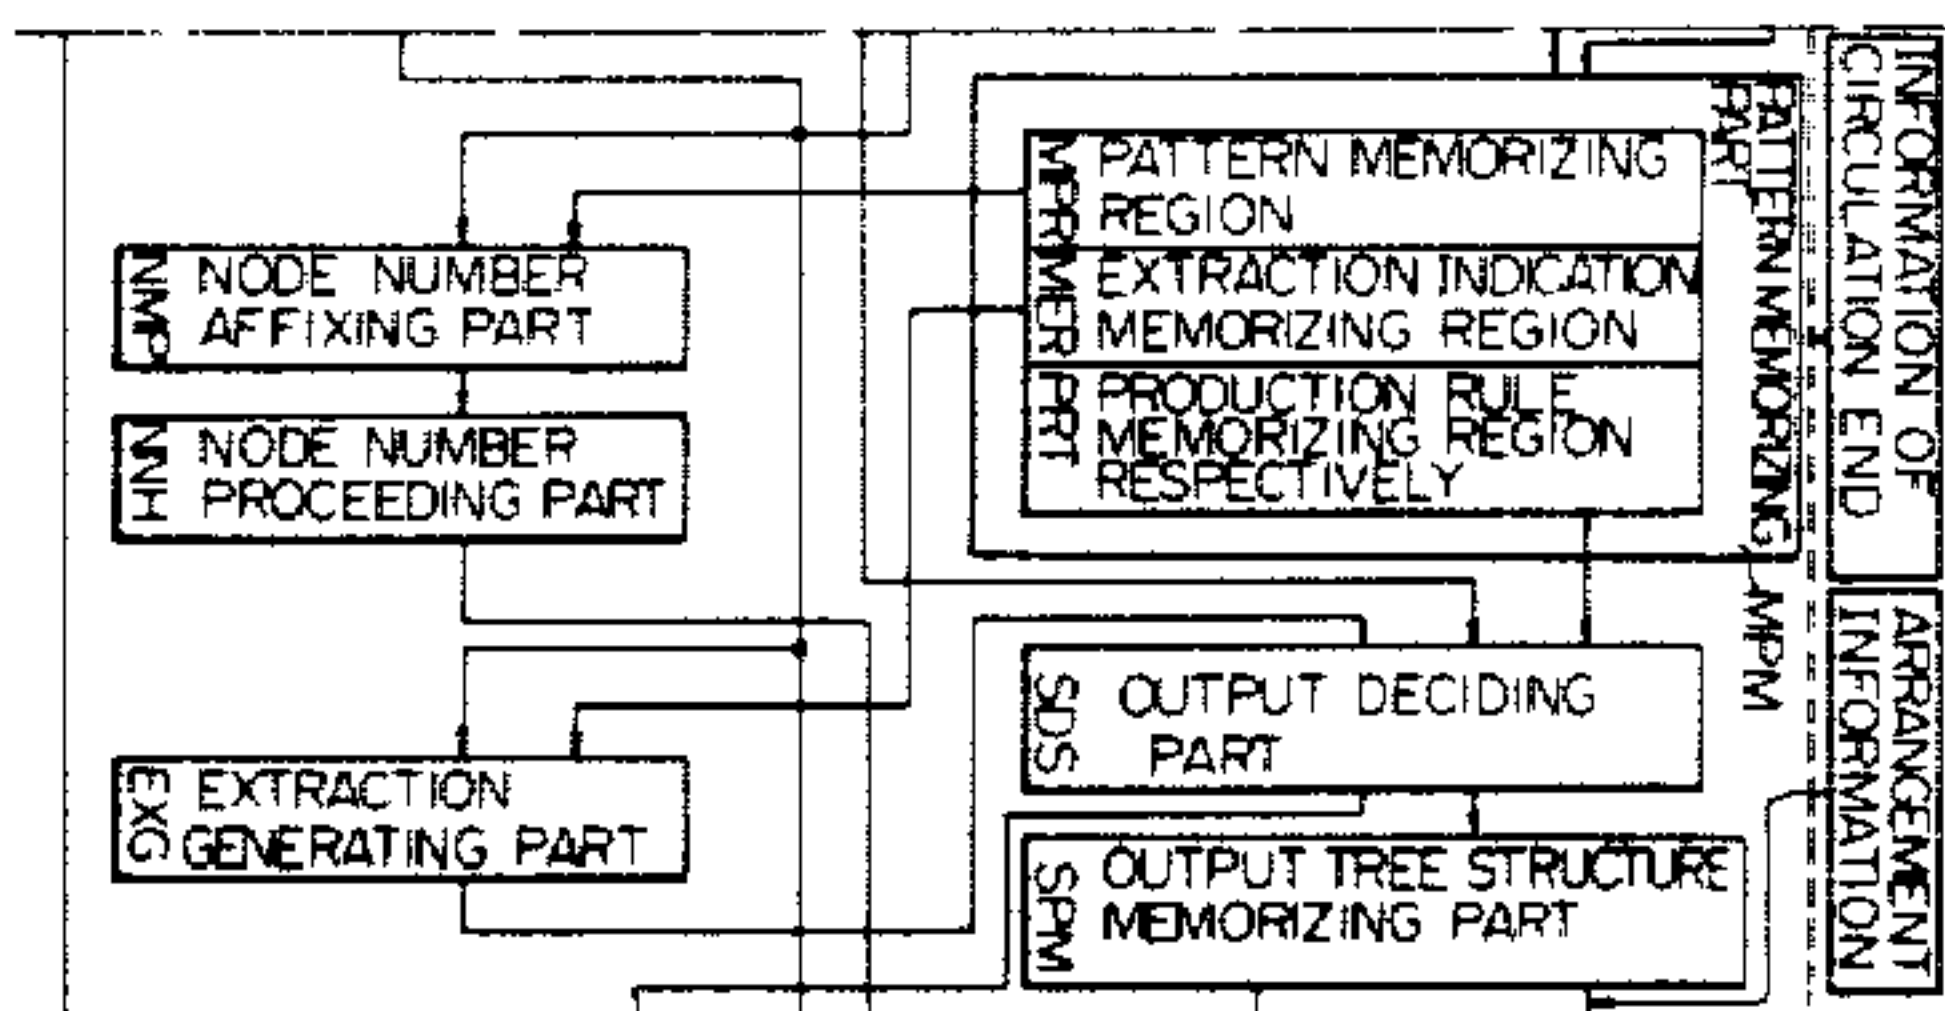 NMP
NODE NUMBER
AFFIXING PART
NNH
NODE NUMBER
PROCEEDING PART
EXG
EXTRACTION
GENERATING PART
MPR
PATTERN MEMORIZING
REGION
MER
EXTRACTION INDICATION
MEMORIZING REGION
PRT
PRODUCTION RULE
MEMORIZING REGION
RESPECTIVELY
PATTERN MEMORIZING
PART
MPM
SDS
OUTPUT DECIDING
PART
SPM
OUTPUT TREE STRUCTURE
MEMORIZING PART
INFORMATION OF
CIRCULATION END
ARRANGEMENT
INFORMATION